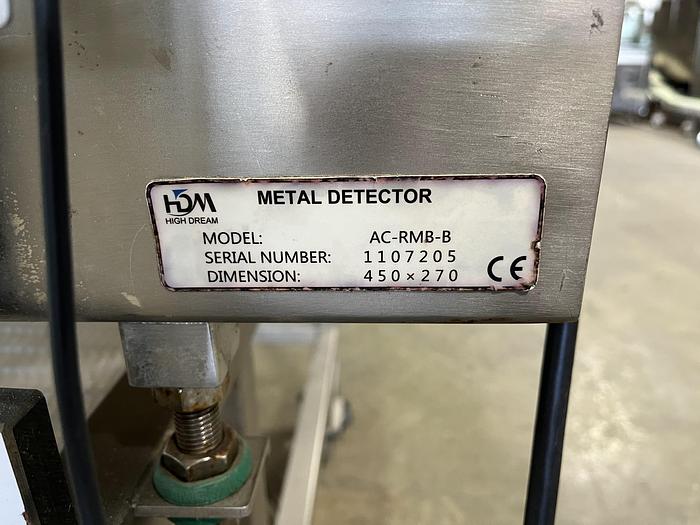 HDM METAL DETECTOR
HIGH DREAM
MODEL: AC-RMB-B
SERIAL NUMBER: 1107205
DIMENSION: 450×270 CE